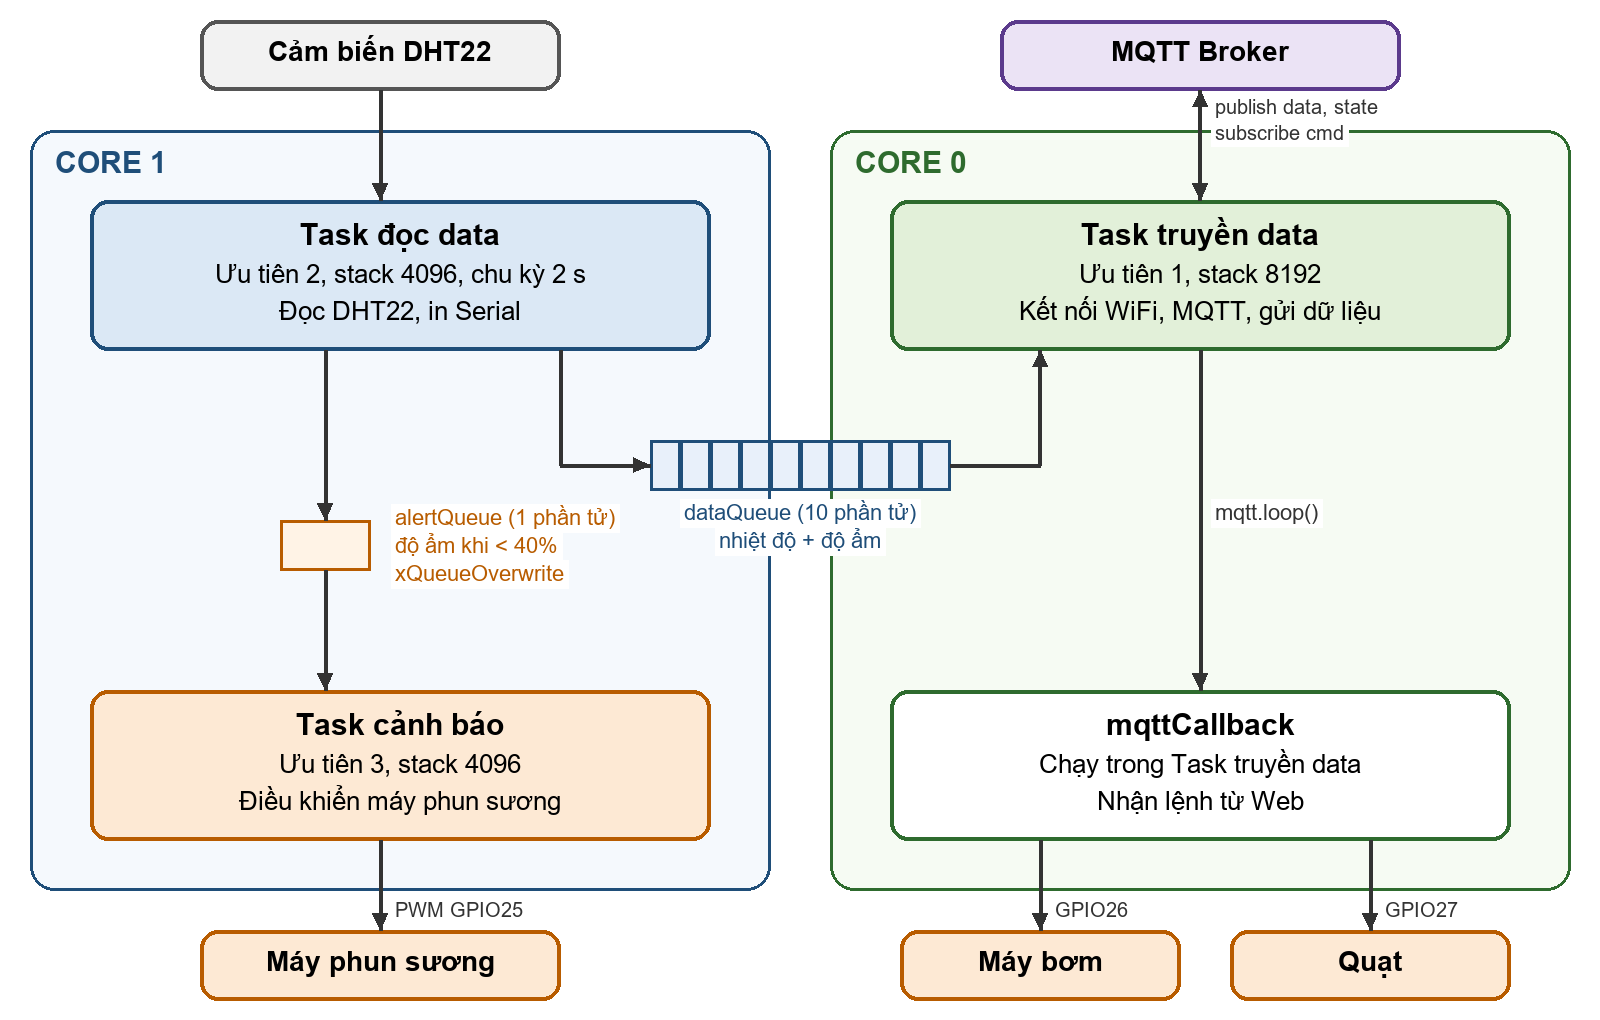 Cảm biến DHT22
MQTT Broker
publish data, state
subscribe cmd
CORE 1
CORE 0
Task đọc data
Ưu tiên 2, stack 4096, chu kỳ 2 s
Đọc DHT22, in Serial
Task truyền data
Ưu tiên 1, stack 8192
Kết nối WiFi, MQTT, gửi dữ liệu
alertQueue (1 phần tử)
độ ẩm khi < 40%
xQueueOverwrite
dataQueue (10 phần tử)
nhiệt độ + độ ẩm
mqtt.loop()
Task cảnh báo
Ưu tiên 3, stack 4096
Điều khiển máy phun sương
mqttCallback
Chạy trong Task truyền data
Nhận lệnh từ Web
PWM GPIO25
GPIO26
GPIO27
Máy phun sương
Máy bơm
Quạt